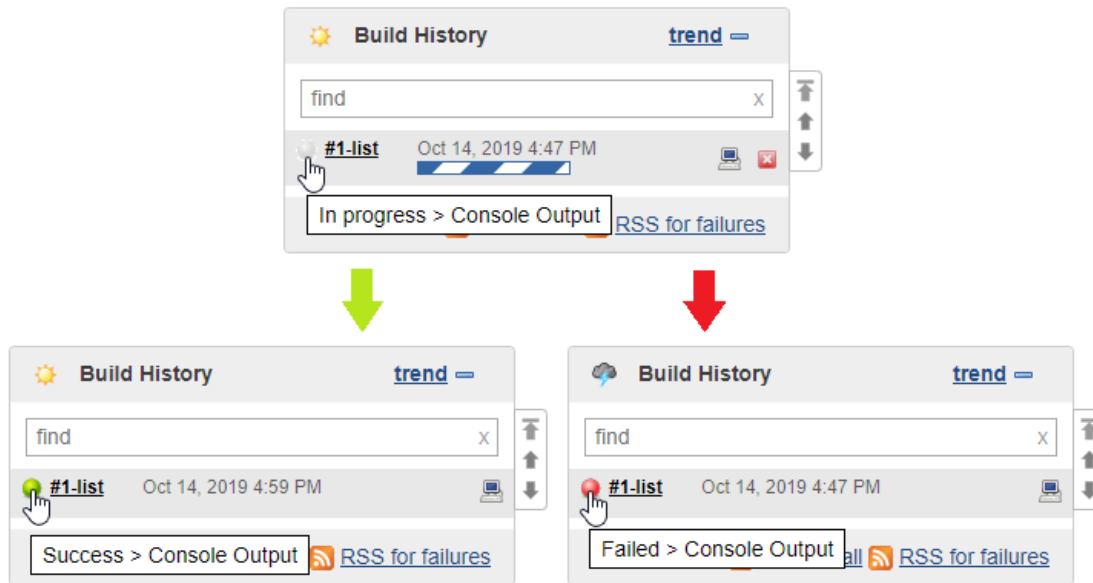 Build History trend
find x
#1-list Oct 14, 2019 4:47 PM
In progress > Console Output RSS for failures
Build History trend
find x
#1-list Oct 14, 2019 4:59 PM
Success > Console Output RSS for failures
Build History trend
find x
#1-list Oct 14, 2019 4:47 PM
Failed > Console Output all RSS for failures